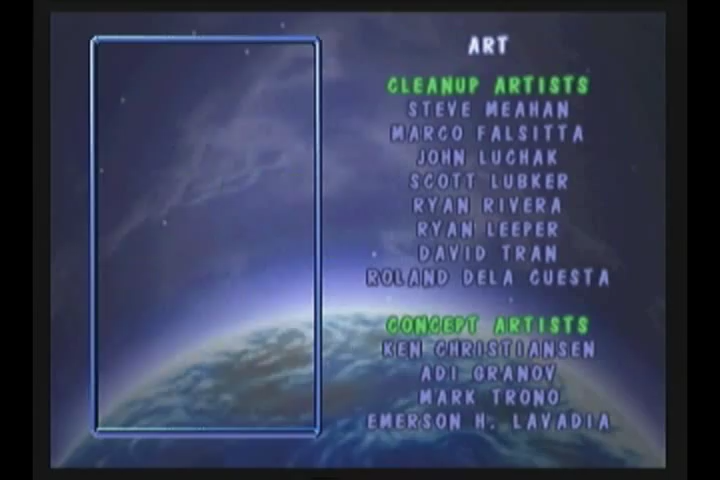 ART
CLEANUP ARTISTS
STEVE MEAHAN
MARCO FALSITTA
JOHN LUCHAK
SCOTT LUBKER
RYAN RIVERA
RYAN LEEPER
DAVID TRAN
ROLAND DELA CUESTA
CONCEPT ARTISTS
KEN CHRISTIANSEN
ADI GRANOV
MARK TRONO
EMERSON H. LAVADIA